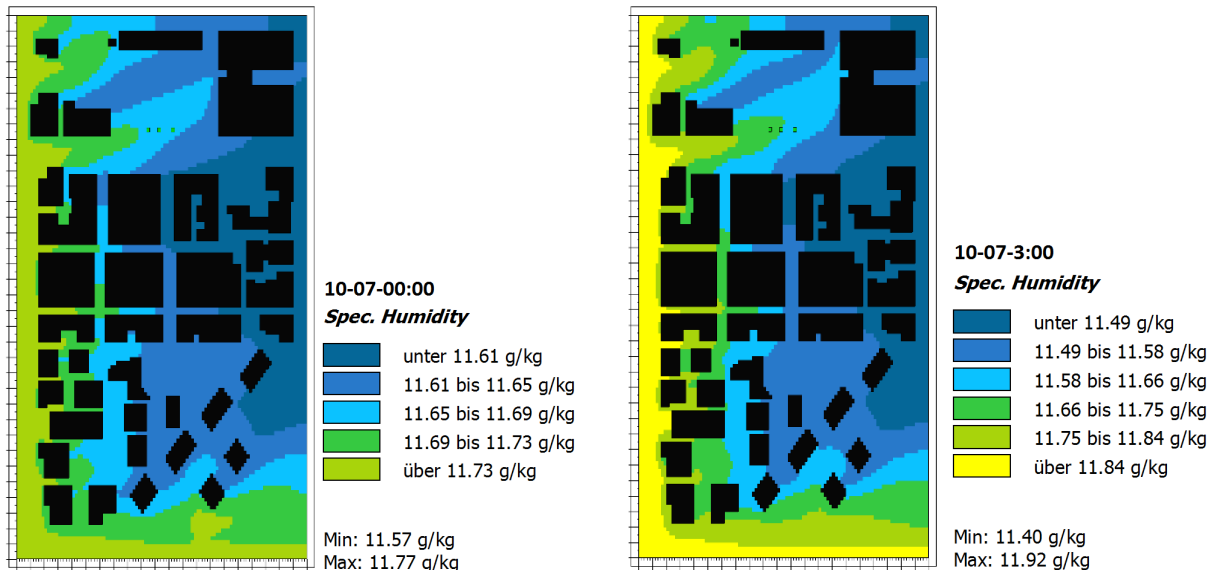 10-07-00:00
Spec. Humidity
unter 11.61 g/kg
11.61 bis 11.65 g/kg
11.65 bis 11.69 g/kg
11.69 bis 11.73 g/kg
über 11.73 g/kg
Min: 11.57 g/kg
Max: 11.77 g/kg
10-07-3:00
Spec. Humidity
unter 11.49 g/kg
11.49 bis 11.58 g/kg
11.58 bis 11.66 g/kg
11.66 bis 11.75 g/kg
11.75 bis 11.84 g/kg
über 11.84 g/kg
Min: 11.40 g/kg
Max: 11.92 g/kg